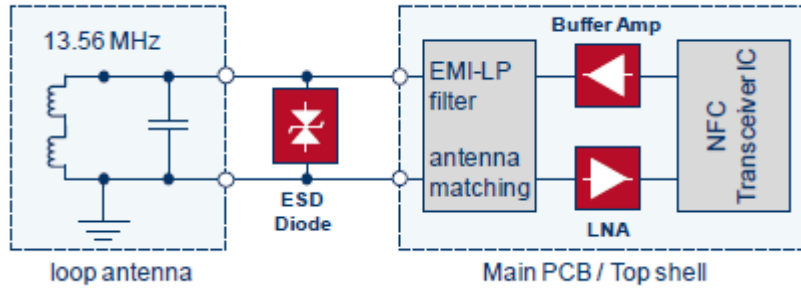 13.56 MHz
loop antenna
ESD
Diode
Buffer Amp
EMI-LP
filter
antenna
matching
LNA
NFC
Transceiver IC
Main PCB / Top shell